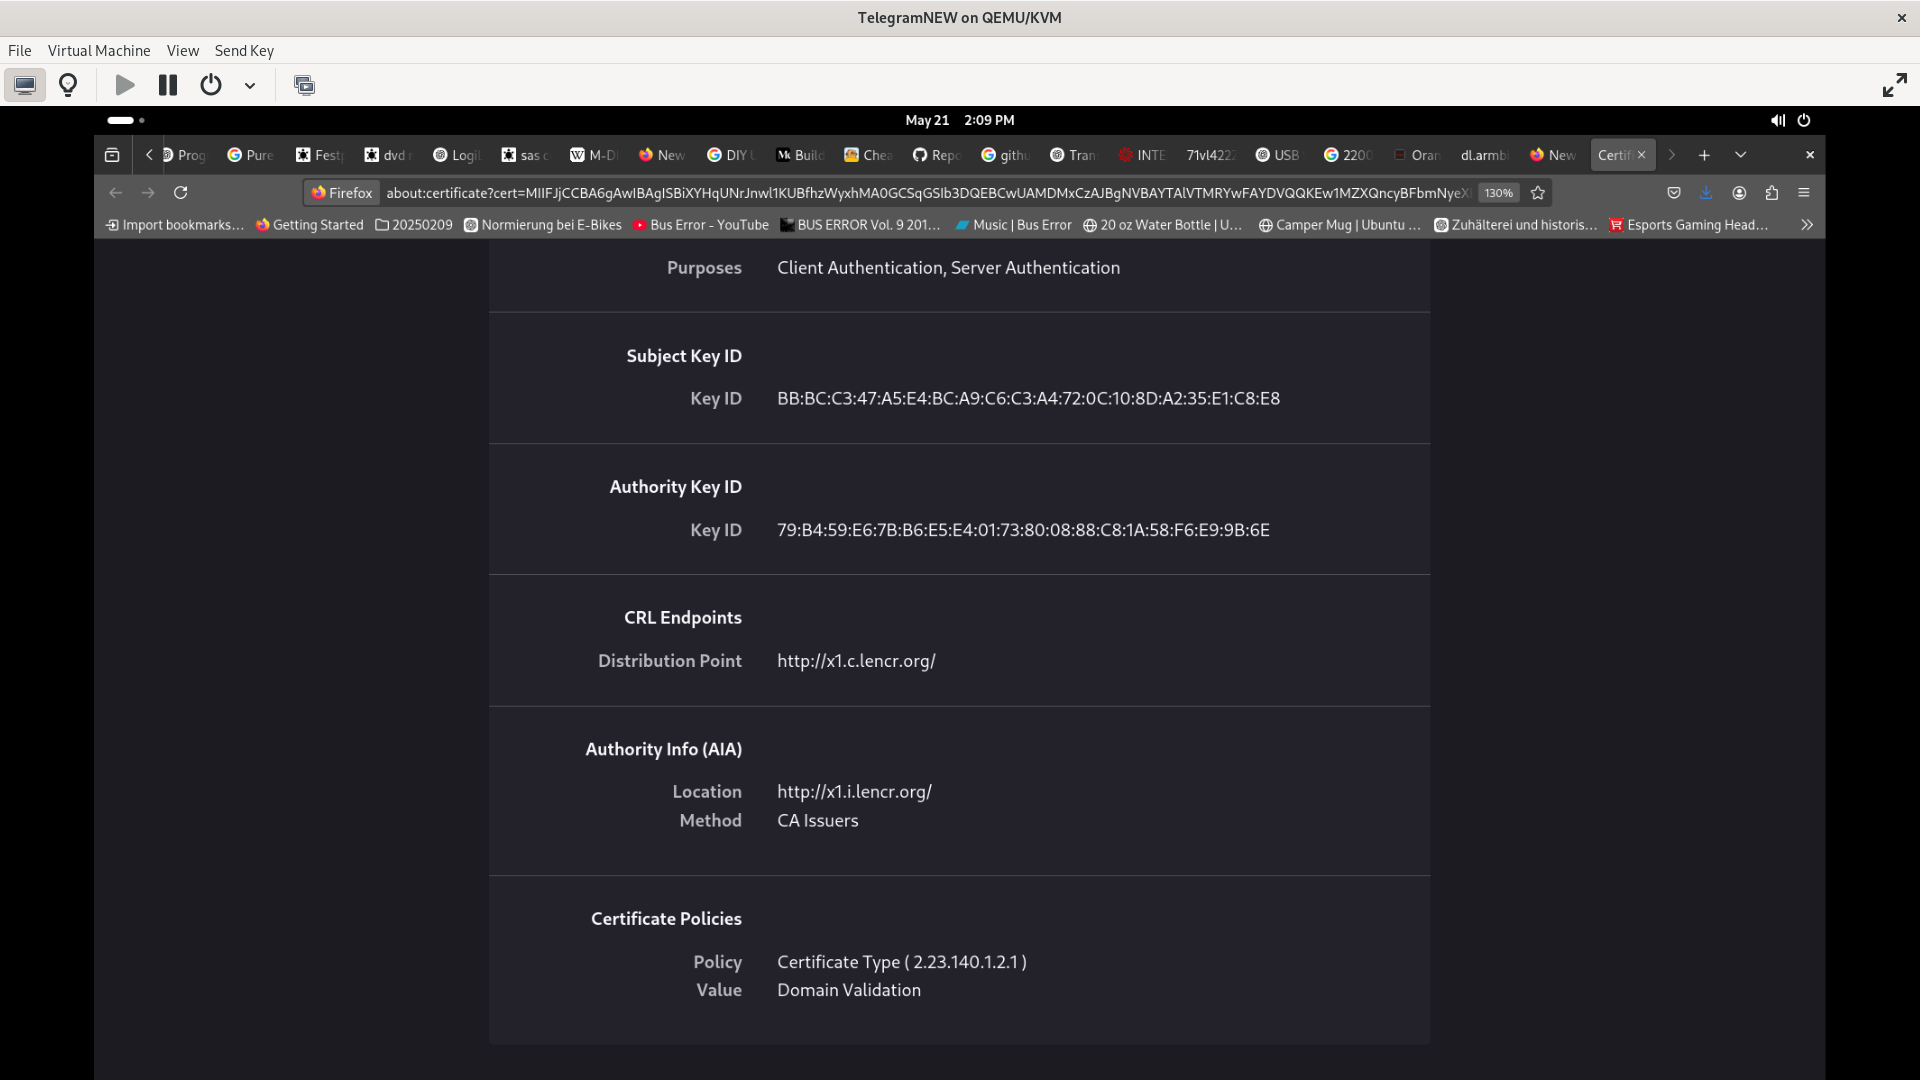 TelegramNEW on QEMU/KVM
File Virtual Machine View Send Key
May 21 2:09 PM
Prog Pure Festp dvd r Logil sas c M-DI New DIY U Build Chea Repo githu Tran INTE 71vl4222 USB 2200 Oran dl.armbi New Certifi
Firefox about:certificate?cert=MIIFJjCCBA6gAwIBAgISBiXYHqUNrJnwl1KUBfhzWyxhMA0GCSqGSIb3DQEBCwUAMDMxCzAJBgNVBAYTAlVTMRYwFAYDVQQKEw1MZXQncyBFbmNyeX 130%
Import bookmarks... Getting Started 20250209 Normierung bei E-Bikes Bus Error - YouTube BUS ERROR Vol. 9 201... Music | Bus Error 20 oz Water Bottle | U... Camper Mug | Ubuntu ... Zuhälterei und historis... Esports Gaming Head...
Purposes Client Authentication, Server Authentication
Subject Key ID
Key ID BB:BC:C3:47:A5:E4:BC:A9:C6:C3:A4:72:0C:10:8D:A2:35:E1:C8:E8
Authority Key ID
Key ID 79:B4:59:E6:7B:B6:E5:E4:01:73:80:08:88:C8:1A:58:F6:E9:9B:6E
CRL Endpoints
Distribution Point http://x1.c.lencr.org/
Authority Info (AIA)
Location http://x1.i.lencr.org/
Method CA Issuers
Certificate Policies
Policy Certificate Type ( 2.23.140.1.2.1 )
Value Domain Validation